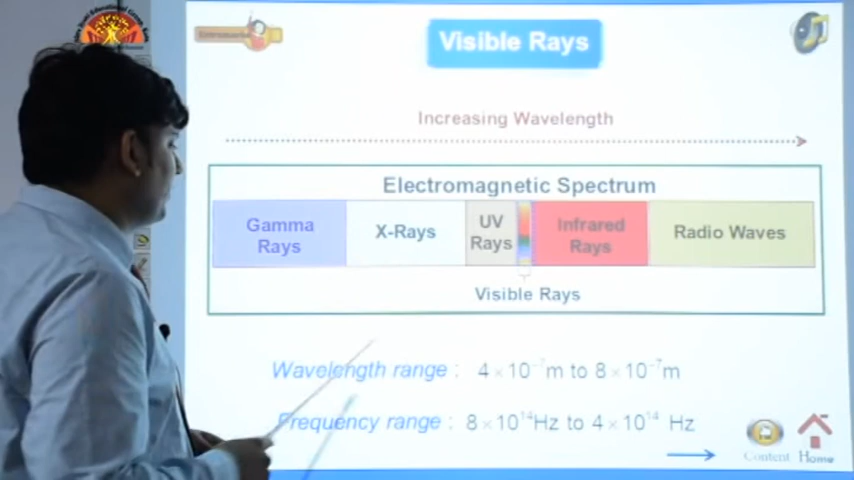 Visible Rays
Increasing Wavelength
Electromagnetic Spectrum
Gamma
Rays
X-Rays
UV
Rays
Infrared
Rays
Radio Waves
Visible Rays
Wavelength range : 4 × 10⁻⁷m to 8 × 10⁻⁷m
Frequency range : 8 × 10¹⁴Hz to 4 × 10¹⁴ Hz
Content Home